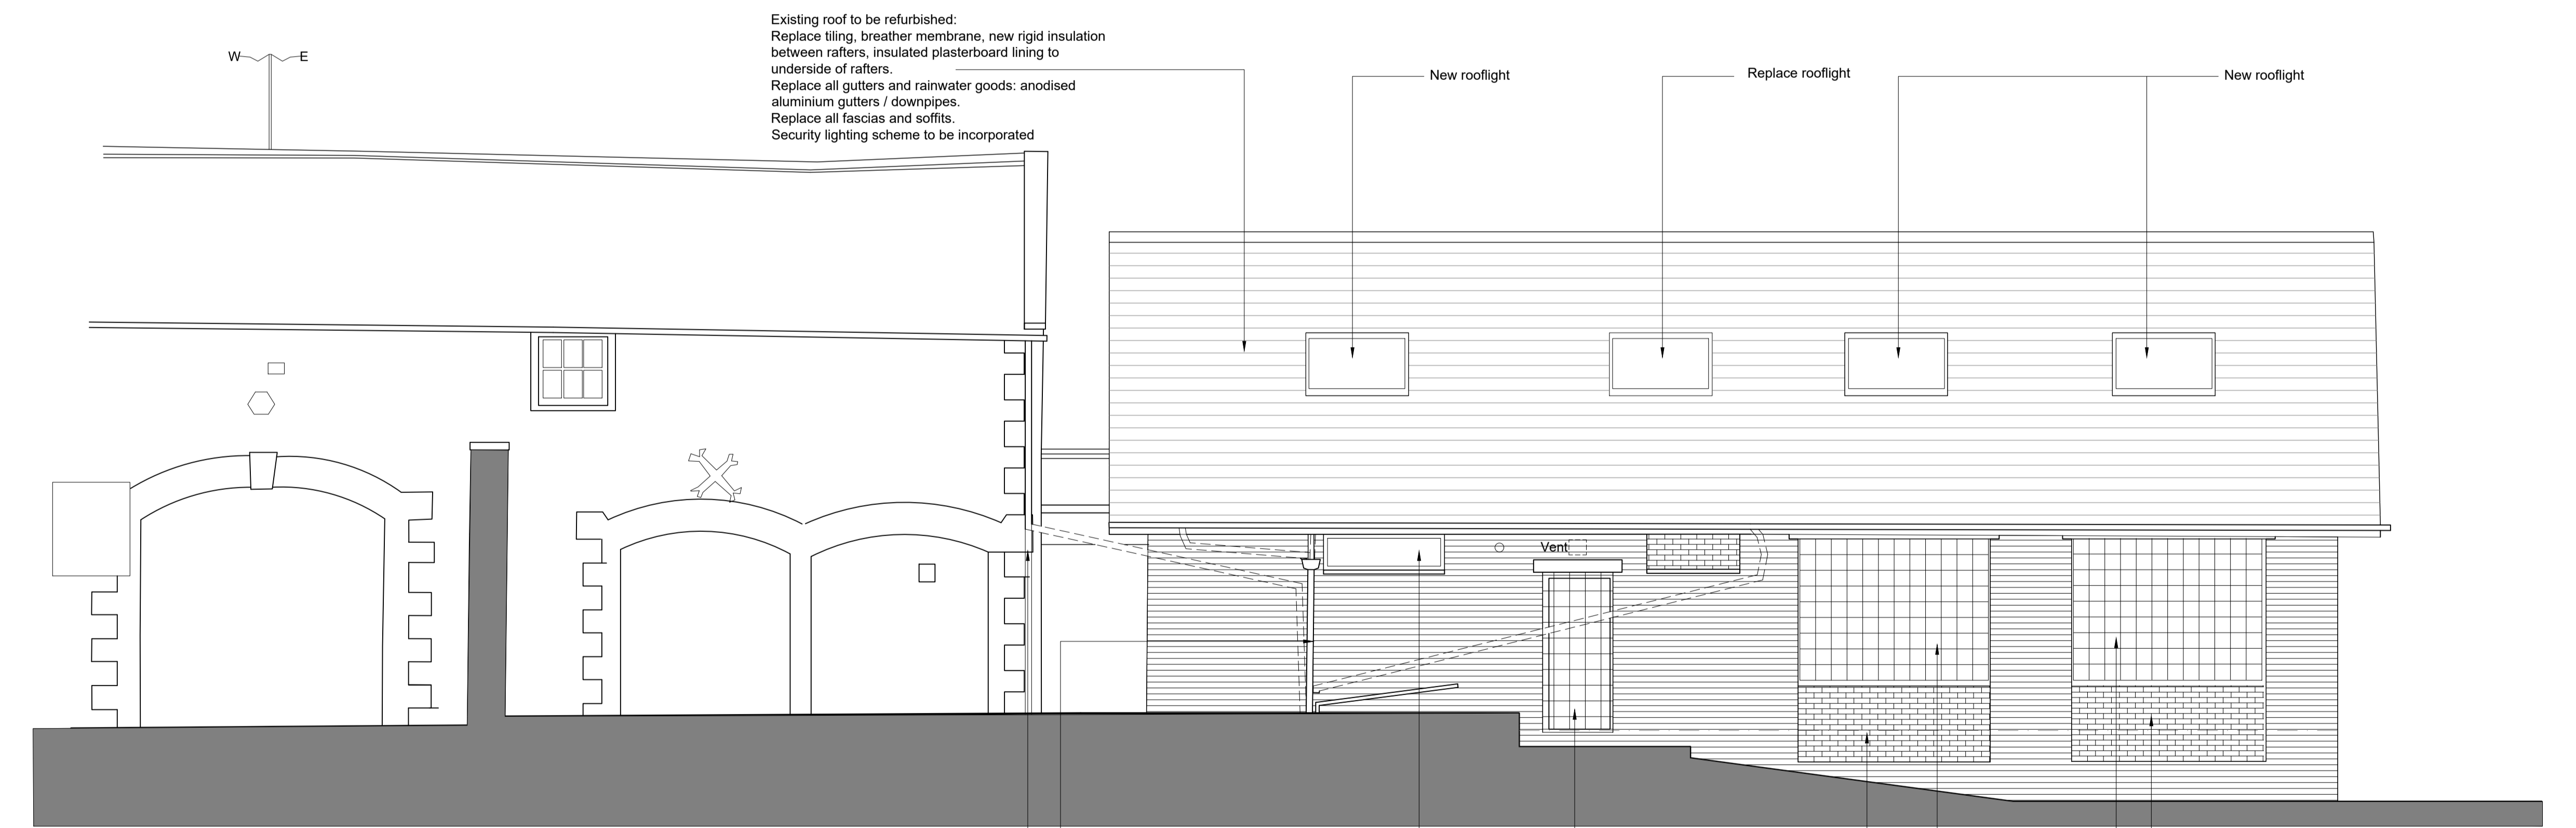 Existing roof to be refurbished:
Replace tiling, breather membrane, new rigid insulation
between rafters, insulated plasterboard lining to
underside of rafters.
Replace all gutters and rainwater goods: anodised
aluminium gutters / downpipes.
Replace all fascias and soffits.
Security lighting scheme to be incorporated
W E
New rooflight
Replace rooflight
New rooflight
Vent